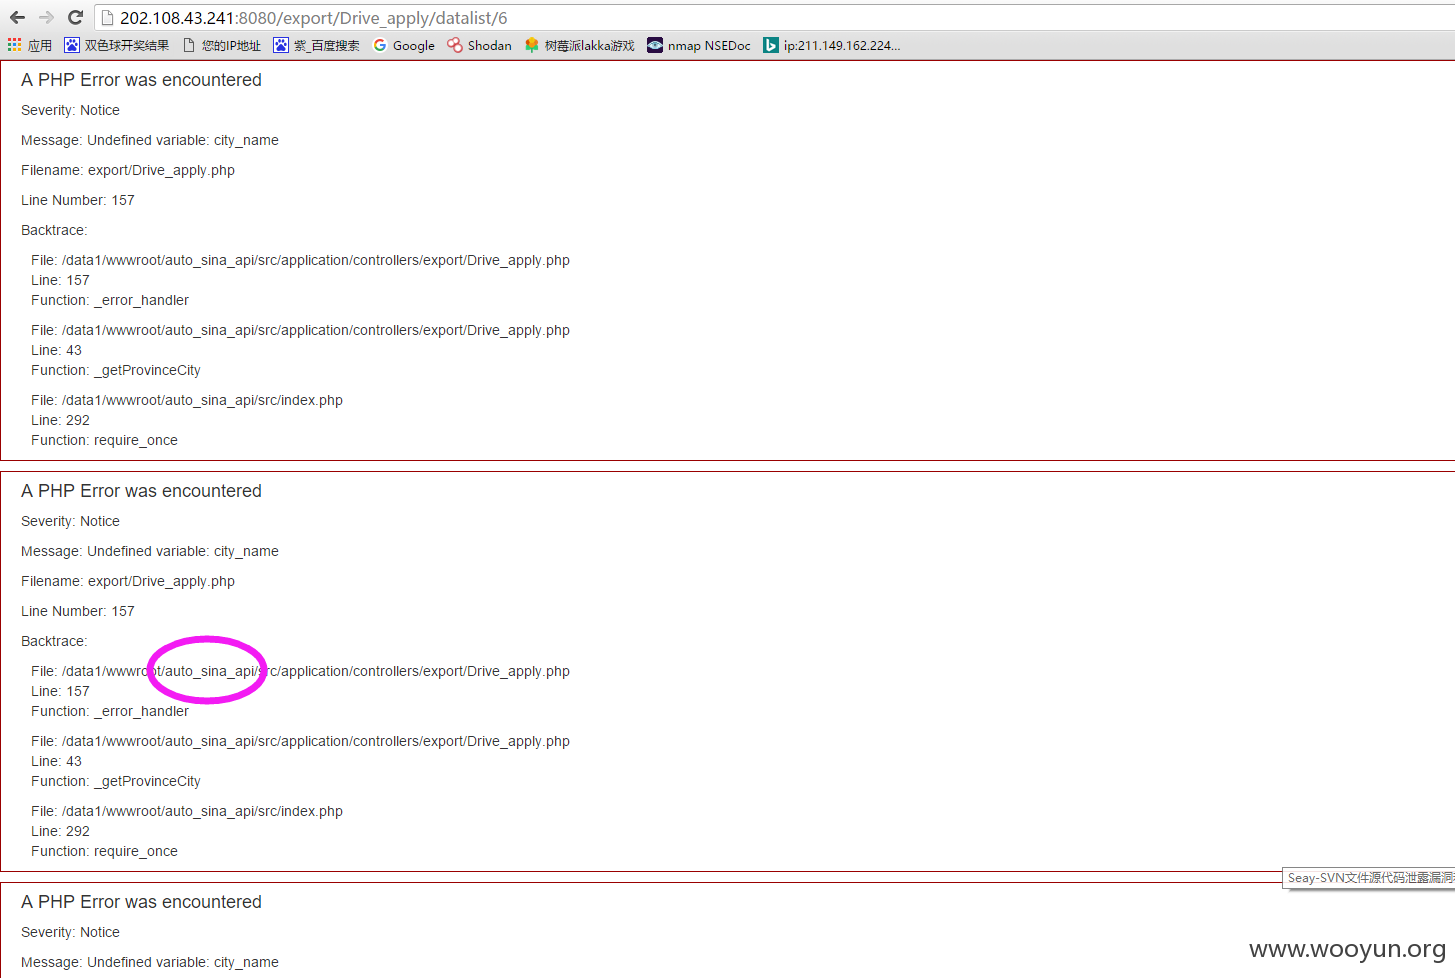 202.108.43.241:8080/export/Drive_apply/datalist/6
应用 双色球开奖结果 您的IP地址 紫_百度搜索 Google Shodan 树莓派lakka游戏 nmap NSEDoc ip:211.149.162.224...
A PHP Error was encountered
Severity: Notice
Message: Undefined variable: city_name
Filename: export/Drive_apply.php
Line Number: 157
Backtrace:
File: /data1/wwwroot/auto_sina_api/src/application/controllers/export/Drive_apply.php
Line: 157
Function: _error_handler
File: /data1/wwwroot/auto_sina_api/src/application/controllers/export/Drive_apply.php
Line: 43
Function: _getProvinceCity
File: /data1/wwwroot/auto_sina_api/src/index.php
Line: 292
Function: require_once
A PHP Error was encountered
Severity: Notice
Message: Undefined variable: city_name
Filename: export/Drive_apply.php
Line Number: 157
Backtrace:
File: /data1/wwwroot/auto_sina_api/src/application/controllers/export/Drive_apply.php
Line: 157
Function: _error_handler
File: /data1/wwwroot/auto_sina_api/src/application/controllers/export/Drive_apply.php
Line: 43
Function: _getProvinceCity
File: /data1/wwwroot/auto_sina_api/src/index.php
Line: 292
Function: require_once
Seay-SVN文件源代码泄露漏洞
A PHP Error was encountered
Severity: Notice
Message: Undefined variable: city_name
www.wooyun.org